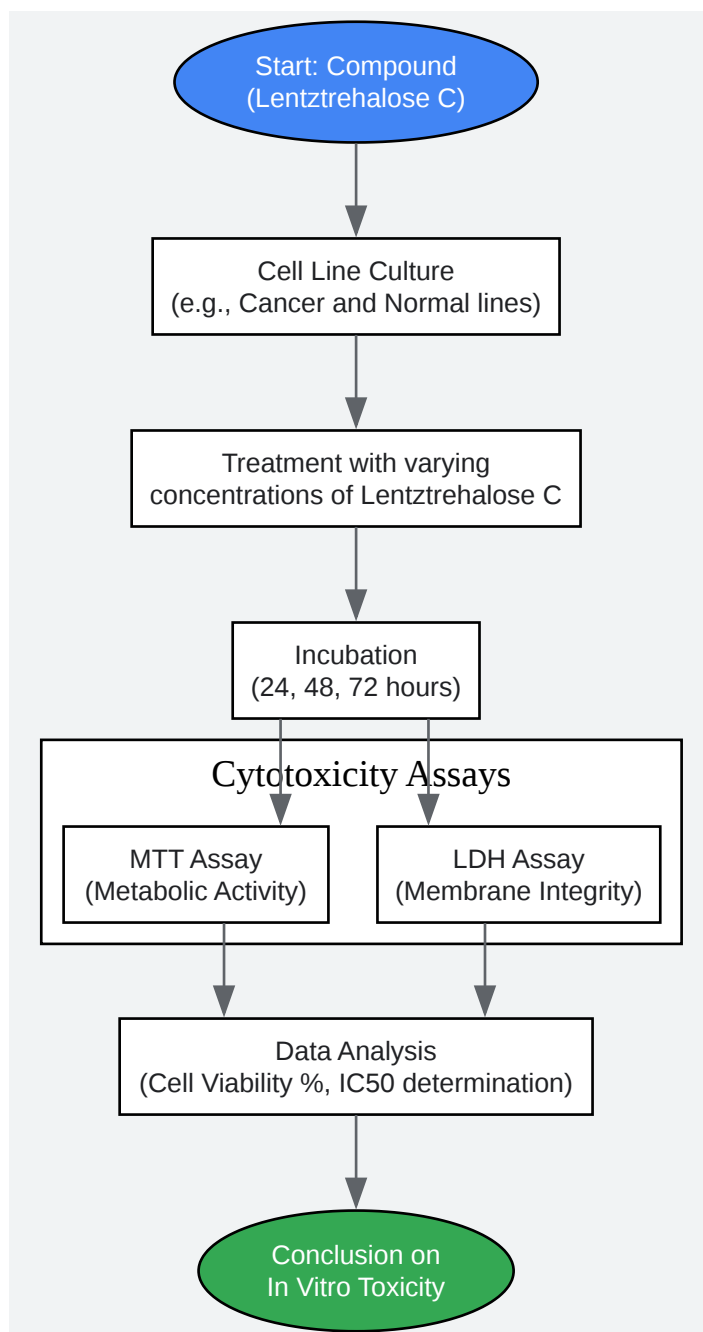 Start: Compound
(Lentztrehalose C)
Cell Line Culture
(e.g., Cancer and Normal lines)
Treatment with varying
concentrations of Lentztrehalose C
Incubation
(24, 48, 72 hours)
Cytotoxicity Assays
MTT Assay
(Metabolic Activity)
LDH Assay
(Membrane Integrity)
Data Analysis
(Cell Viability %, IC50 determination)
Conclusion on
In Vitro Toxicity